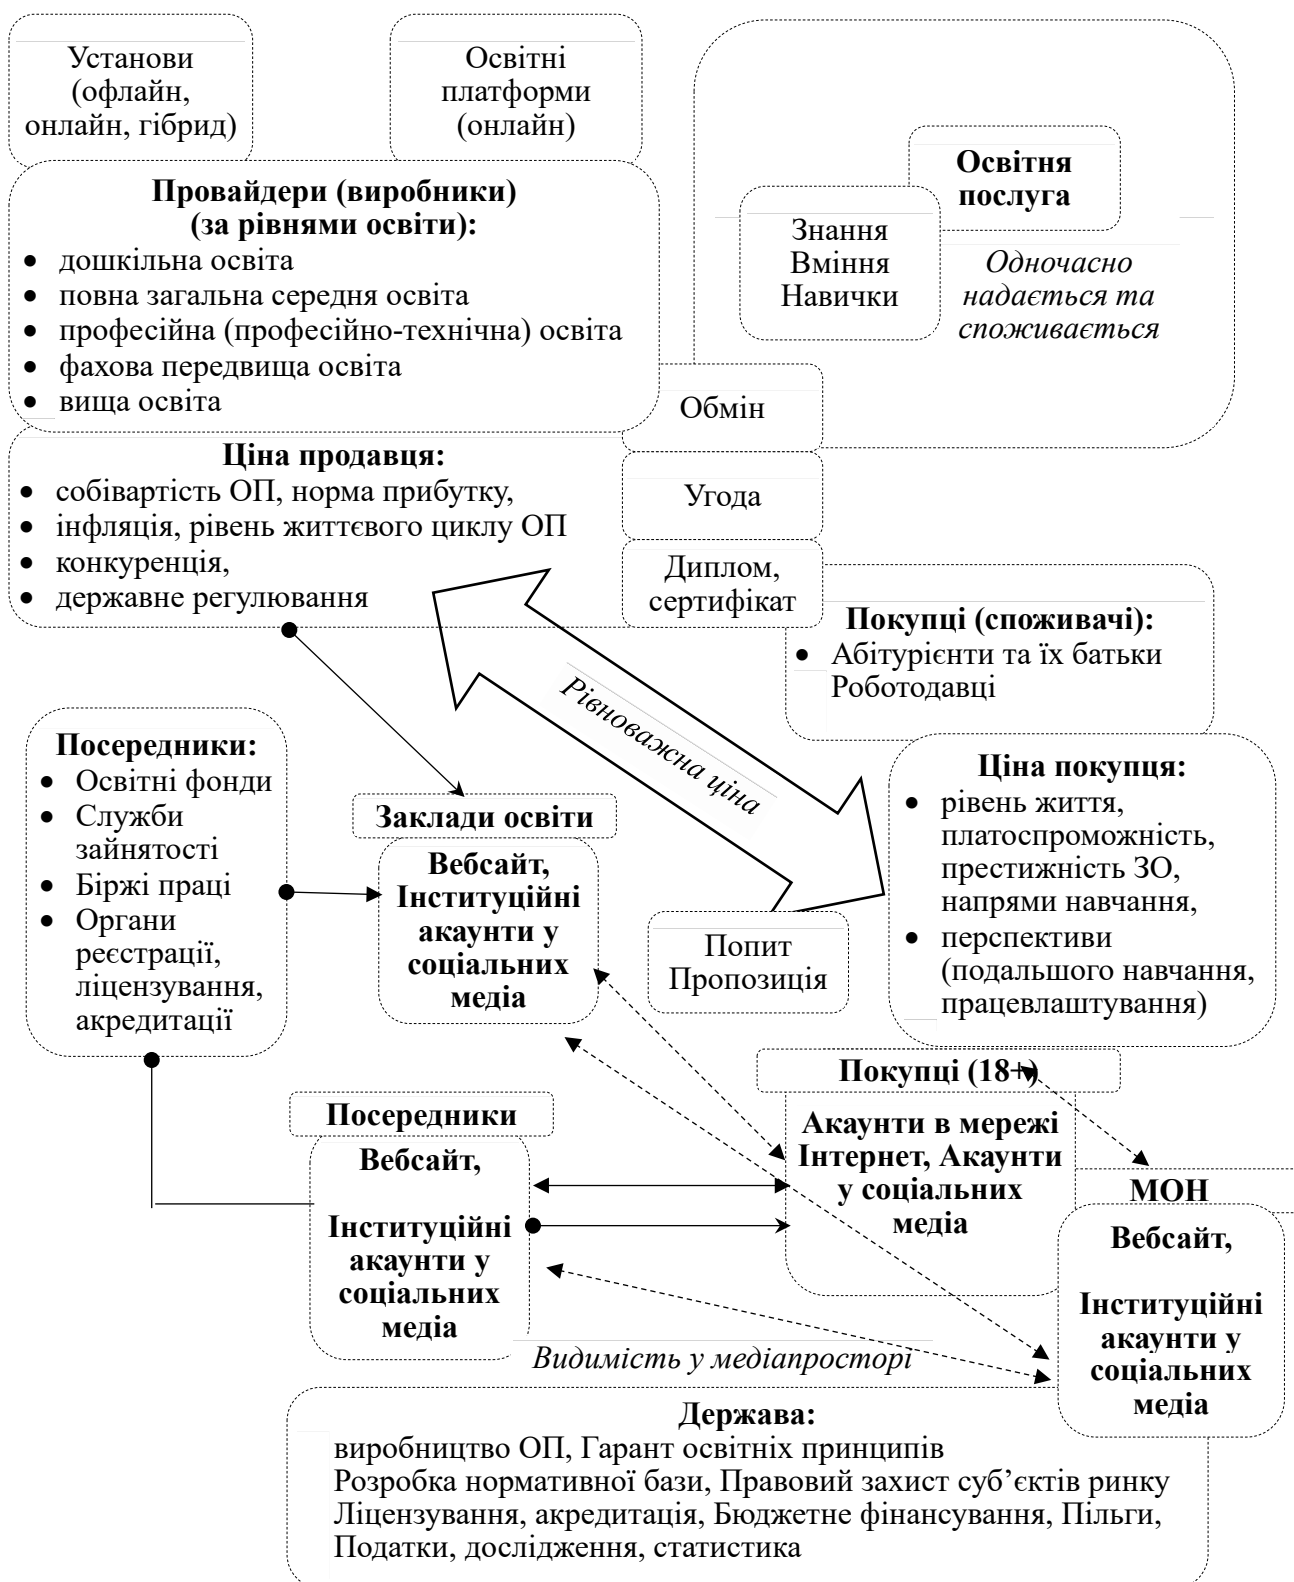 Установи
(офлайн,
онлайн, гібрид)
Освітні
платформи
(онлайн)
Освітня
послуга
Знання
Вміння
Навички
Одночасно
надається та
споживається
Провайдери (виробники)
(за рівнями освіти):
• дошкільна освіта
• повна загальна середня освіта
• професійна (професійно-технічна) освіта
• фахова передвища освіта
• вища освіта
Обмін
Угода
Диплом,
сертифікат
Ціна продавця:
• собівартість ОП, норма прибутку,
• інфляція, рівень життєвого циклу ОП
• конкуренція,
• державне регулювання
Покупці (споживачі):
• Абітурієнти та їх батьки
Роботодавці
Рівноважна ціна
Посередники:
• Освітні фонди
• Служби
зайнятості
• Біржі праці
• Органи
реєстрації,
ліцензування,
акредитації
Заклади освіти
Вебсайт,
Інституційні
акаунти у
соціальних
медіа
Ціна покупця:
• рівень життя,
платоспроможність,
престижність ЗО,
напрями навчання,
• перспективи
(подальшого навчання,
працевлаштування)
Попит
Пропозиція
Покупці (18+)
Акаунти в мережі
Інтернет, Акаунти
у соціальних
медіа
Посередники
Вебсайт,
Інституційні
акаунти у
соціальних
медіа
МОН
Вебсайт,
Інституційні
акаунти у
соціальних
медіа
Видимість у медіапросторі
Держава:
виробництво ОП, Гарант освітніх принципів
Розробка нормативної бази, Правовий захист суб’єктів ринку
Ліцензування, акредитація, Бюджетне фінансування, Пільги,
Податки, дослідження, статистика